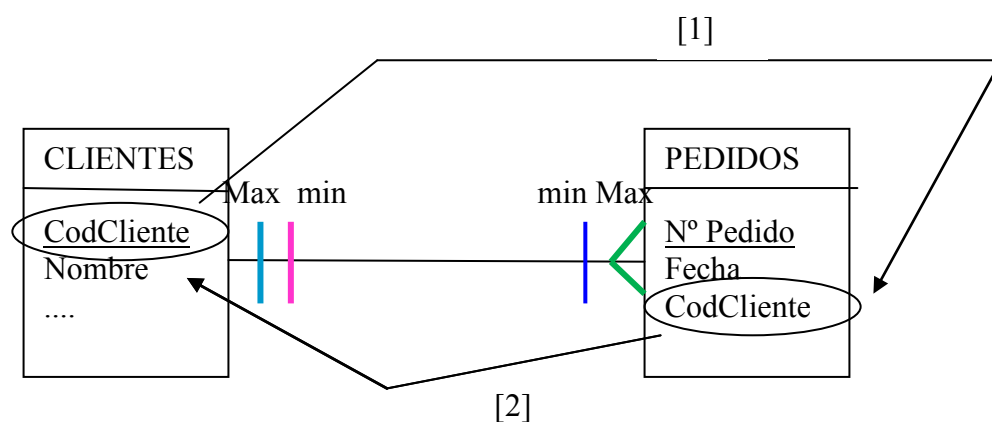 [1]
CLIENTES
PEDIDOS
Max min
min Max
CodCliente
Nombre
....
Nº Pedido
Fecha
CodCliente
[2]